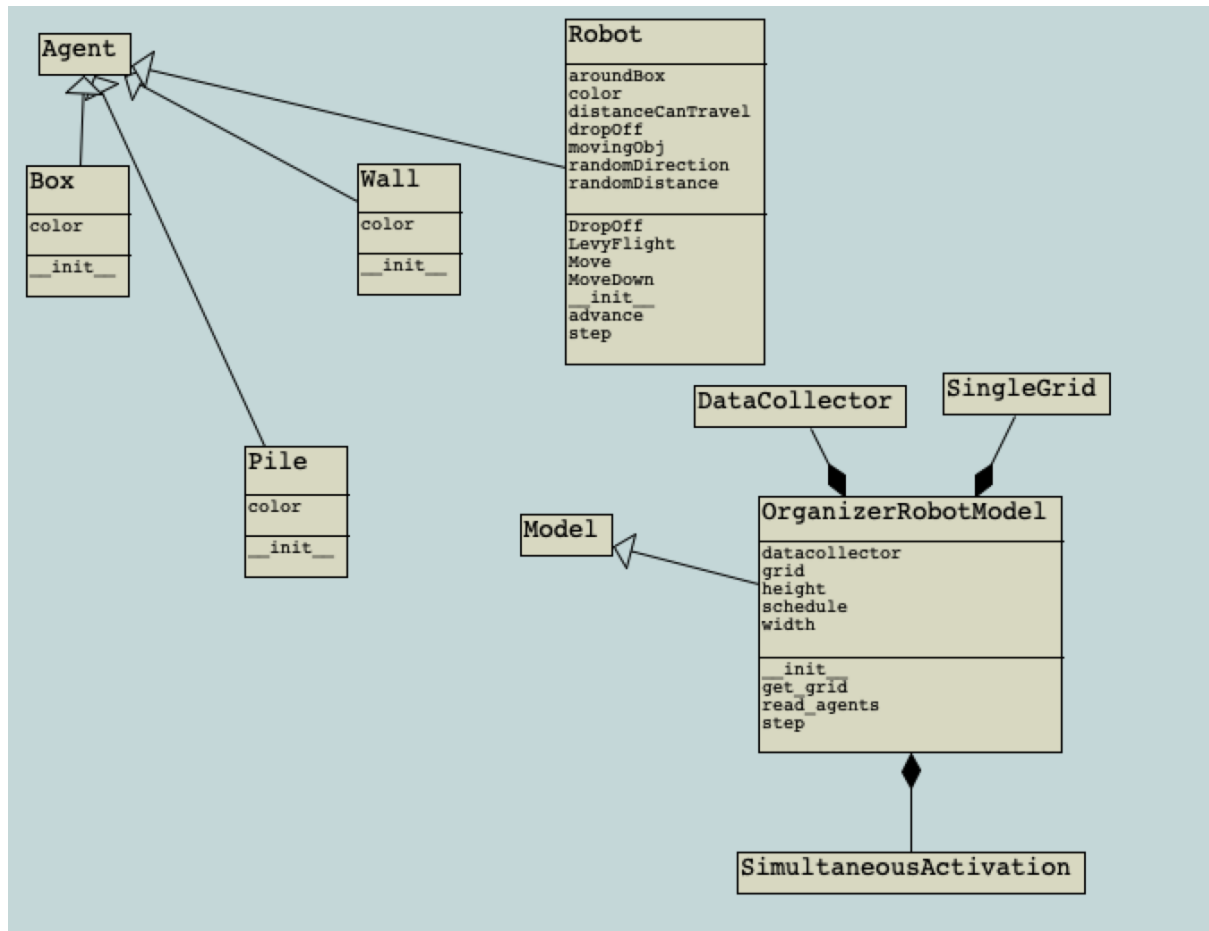 Agent
Robot
aroundBox
color
distanceCanTravel
dropOff
movingObj
randomDirection
randomDistance
DropOff
LevyFlight
Move
MoveDown
__init__
advance
step
Box
color
__init__
Wall
color
__init__
DataCollector
SingleGrid
Pile
color
__init__
Model
OrganizerRobotModel
datacollector
grid
height
schedule
width
__init__
get_grid
read_agents
step
SimultaneousActivation